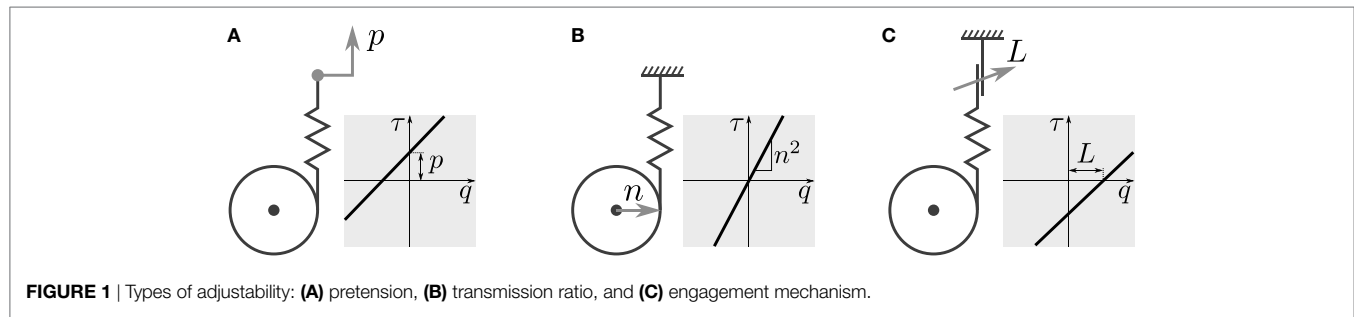 A
p
τ
p
q
B
n
τ
n²
q
C
L
τ
L
q
FIGURE 1 | Types of adjustability: (A) pretension, (B) transmission ratio, and (C) engagement mechanism.